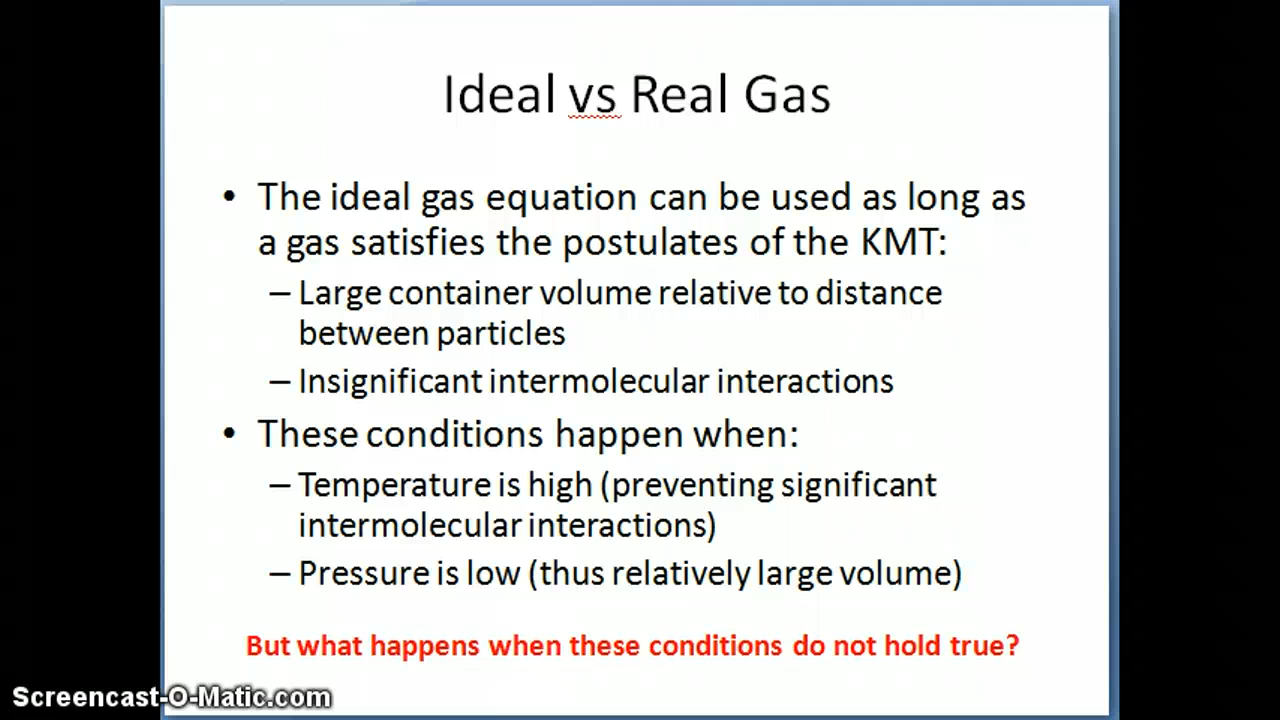 Ideal vs Real Gas
• The ideal gas equation can be used as long as
a gas satisfies the postulates of the KMT:
– Large container volume relative to distance
between particles
– Insignificant intermolecular interactions
• These conditions happen when:
– Temperature is high (preventing significant
intermolecular interactions)
– Pressure is low (thus relatively large volume)
But what happens when these conditions do not hold true?
Screencast-O-Matic.com